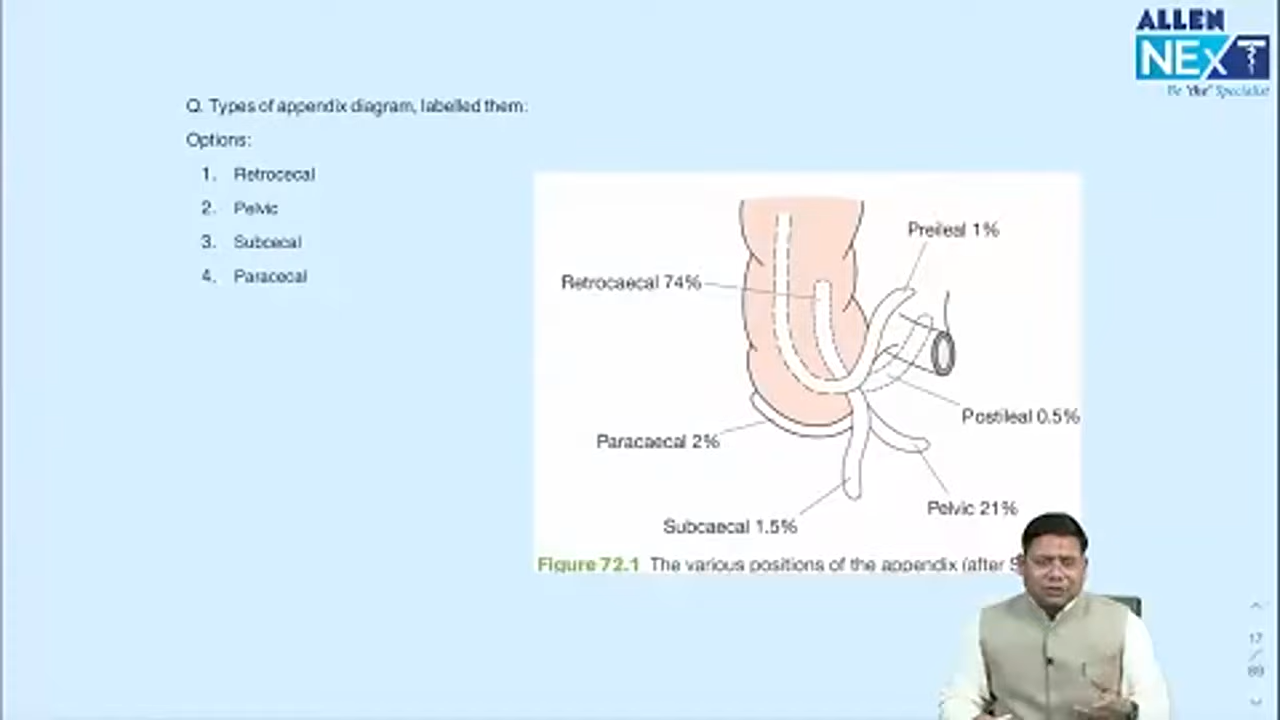 ALLEN
NEXT
Be "the" Specialist
Q. Types of appendix diagram, labelled them:
Options:
1. Retrocecal
2. Pelvic
3. Subcecal
4. Paracecal
Preileal 1%
Retrocaecal 74%
Postileal 0.5%
Paracaecal 2%
Pelvic 21%
Subcaecal 1.5%
Figure 72.1 The various positions of the appendix (after
17
/
89